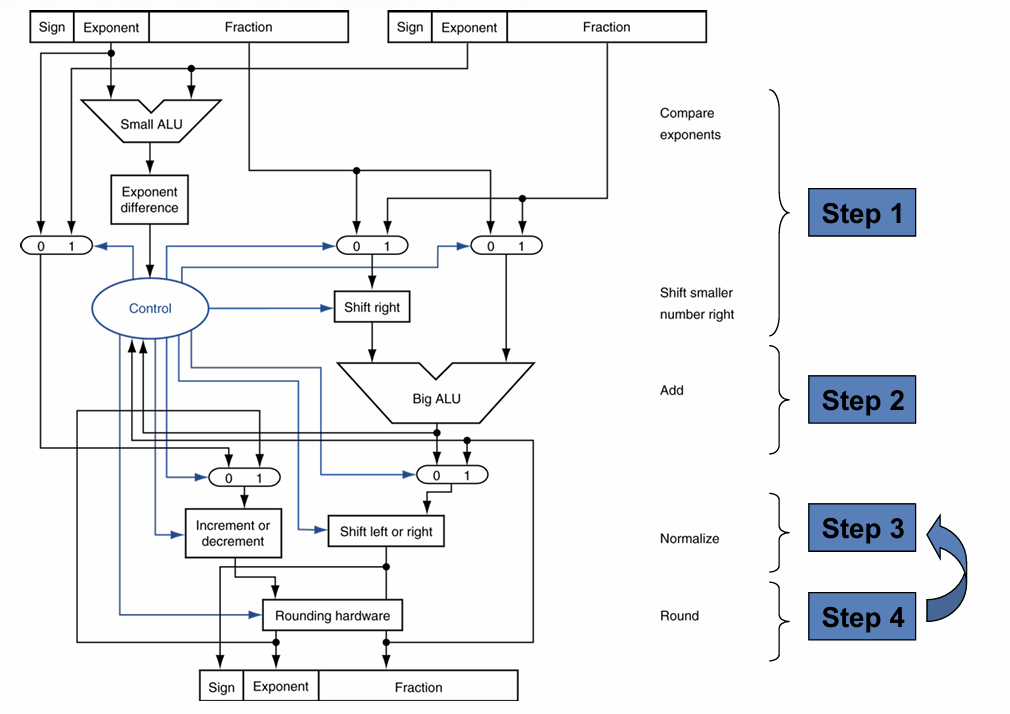 Sign Exponent Fraction Sign Exponent Fraction
Small ALU
Compare
exponents
Exponent
difference
Step 1
0 1 0 1 0 1
Control
Shift right
Shift smaller
number right
Big ALU
Add
Step 2
0 1 0 1
Increment or
decrement
Shift left or right
Normalize
Step 3
Rounding hardware
Round
Step 4
Sign Exponent Fraction